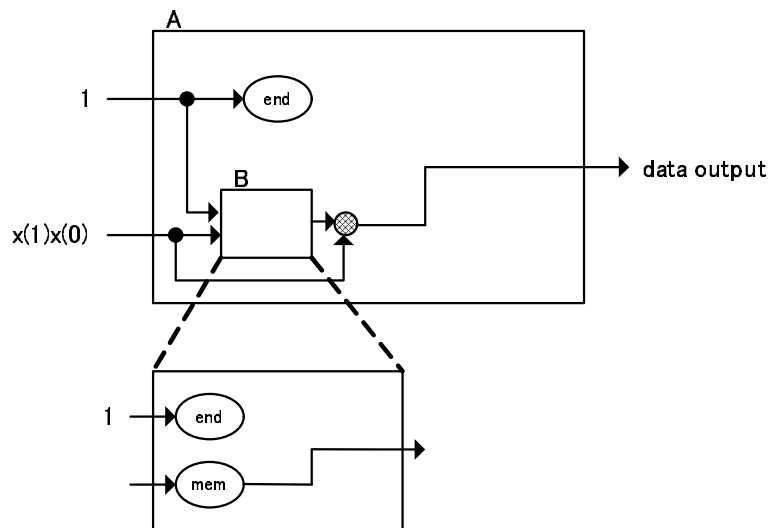 A
1
end
B
data output
x(1)x(0)
1
end
mem